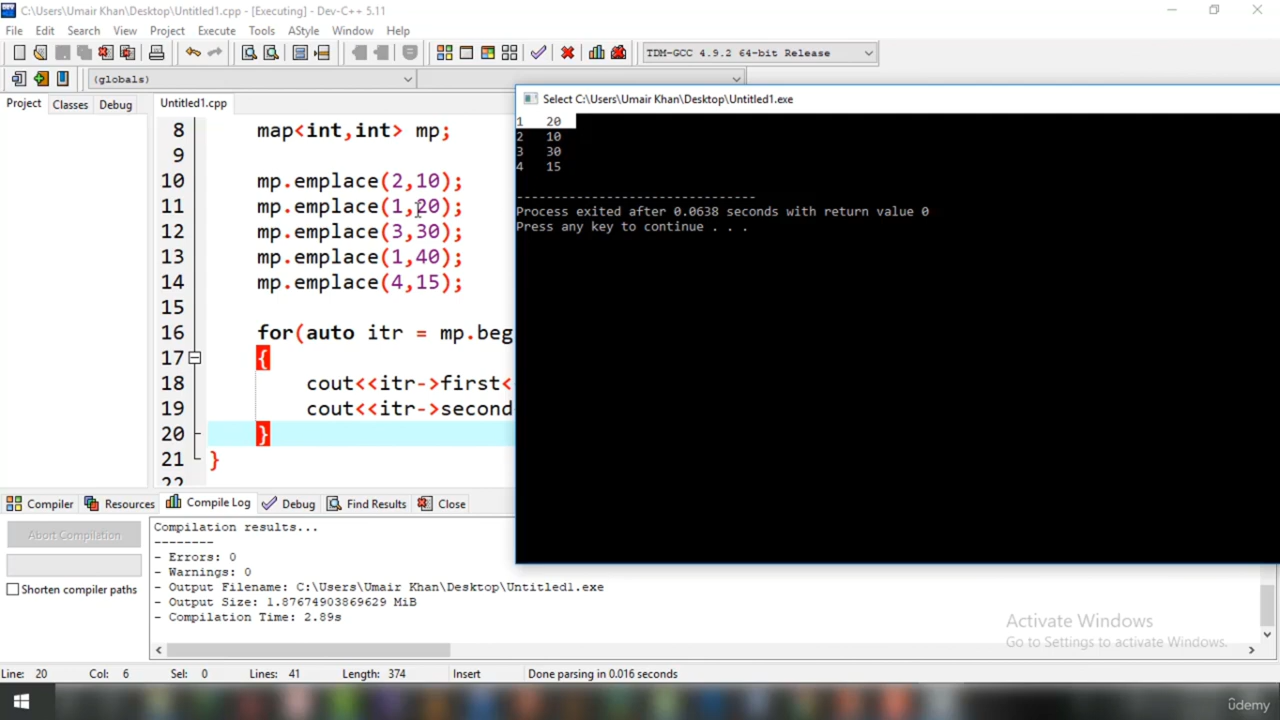 C:\Users\Umair Khan\Desktop\Untitled1.cpp - [Executing] - Dev-C++ 5.11
File Edit Search View Project Execute Tools AStyle Window Help
TDM-GCC 4.9.2 64-bit Release
(globals)
Project Classes Debug
Untitled1.cpp
8 map<int,int> mp;
9
10 mp.emplace(2,10);
11 mp.emplace(1,20);
12 mp.emplace(3,30);
13 mp.emplace(1,40);
14 mp.emplace(4,15);
15
16 for(auto itr = mp.beg
17 {
18 cout<<itr->first<
19 cout<<itr->second
20 }
21 }
22
Select C:\Users\Umair Khan\Desktop\Untitled1.exe
1 20
2 10
3 30
4 15
--------------------------------
Process exited after 0.0638 seconds with return value 0
Press any key to continue . . .
Compiler Resources Compile Log Debug Find Results Close
Abort Compilation
Shorten compiler paths
Compilation results...
--------
- Errors: 0
- Warnings: 0
- Output Filename: C:\Users\Umair Khan\Desktop\Untitled1.exe
- Output Size: 1.87674903869629 MiB
- Compilation Time: 2.89s
Activate Windows
Go to Settings to activate Windows.
Line: 20 Col: 6 Sel: 0 Lines: 41 Length: 374 Insert Done parsing in 0.016 seconds
ûdemy